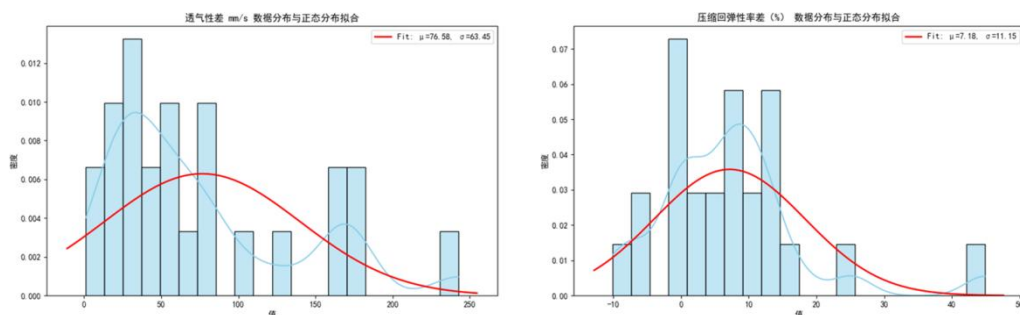 透气性差 mm/s 数据分布与正态分布拟合
Fit: μ=76.58, σ=63.45
0.012
0.010
0.008
0.006
0.004
0.002
0.000
密度
0 50 100 150 200 250
值
压缩回弹性率差 (%) 数据分布与正态分布拟合
Fit: μ=7.18, σ=11.15
0.07
0.06
0.05
0.04
0.03
0.02
0.01
0.00
密度
-10 0 10 20 30 40 50
值